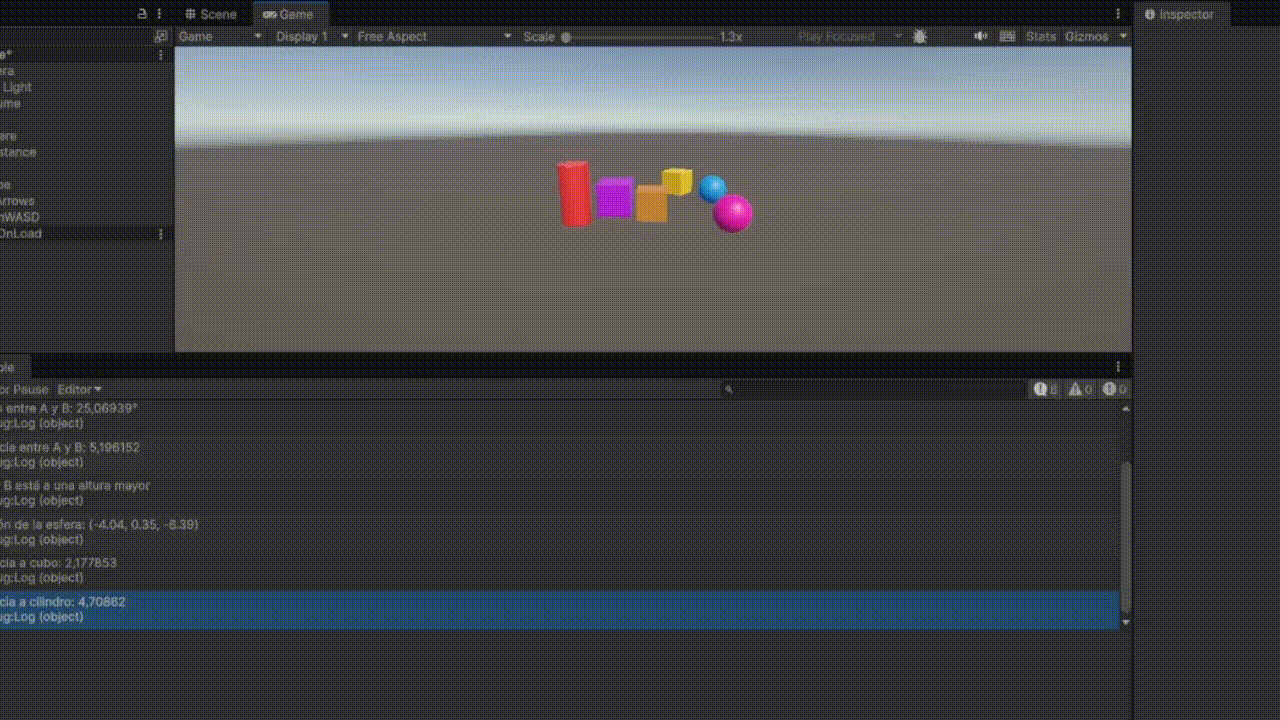 Scene
Game
Inspector
Game
Display 1
Free Aspect
Scale
1.3x
Play Focused
Stats
Gizmos
e*
era
Light
ume
ere
stance
be
Arrows
nWASD
OnLoad
ole
or Pause
Editor
8
0
0
o entre A y B: 25,06939°
ug:Log (object)
cia entre A y B: 5,196152
ug:Log (object)
B está a una altura mayor
ug:Log (object)
ón de la esfera: (-4.04, 0.35, -6.39)
ug:Log (object)
cia a cubo: 2,177853
ug:Log (object)
cia a cilindro: 4,70862
ug:Log (object)